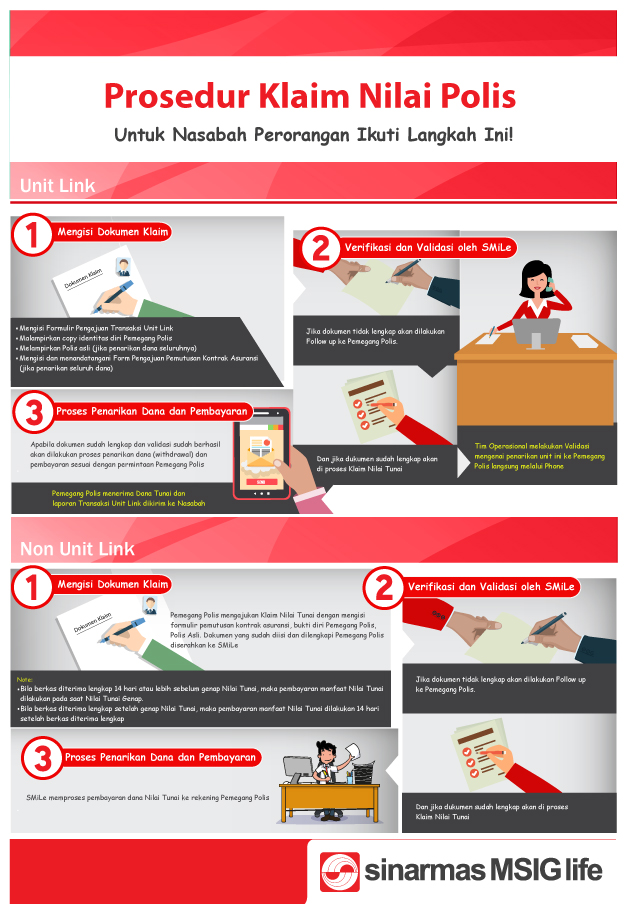 Prosedur Klaim Nilai Polis
Untuk Nasabah Perorangan Ikuti Langkah Ini!
Unit Link
1 Mengisi Dokumen Klaim
Dokumen Klaim
• Mengisi Formulir Pengajuan Transaksi Unit Link
• Malampirkan copy identitas diri Pemegang Polis
• Melampirkan Polis asli (jika penarikan dana seluruhnya)
• Mengisi dan menandatangani Form Pengajuan Pemutusan Kontrak Asuransi
(jika penarikan seluruh dana)
2 Verifikasi dan Validasi oleh SMiLe
Jika dokumen tidak lengkap akan dilakukan
Follow up ke Pemegang Polis.
Dan jika dukumen sudah lengkap akan
di proses Klaim Nilai Tunai
Tim Operasional melakukan Validasi
mengenai penarikan unit ini ke Pemegang
Polis langsung melalui Phone
3 Proses Penarikan Dana dan Pembayaran
Apabila dokumen sudah lengkap dan validasi sudah berhasil
akan dilakukan proses penarikan dana (withdrawal) dan
pembayaran sesuai dengan permintaan Pemegang Polis
Pemegang Polis menerima Dana Tunai dan
laporan Transaksi Unit Link dikirim ke Nasabah
Non Unit Link
1 Mengisi Dokumen Klaim
Dokumen Klaim
Pemegang Polis mengajukan Klaim Nilai Tunai dengan mengisi
formulir pemutusan kontrak asuransi, bukti diri Pemegang Polis,
Polis Asli. Dokumen yang sudah diisi dan dilengkapi Pemegang Polis
diserahkan ke SMiLe
Note:
• Bila berkas diterima lengkap 14 hari atau lebih sebelum genap Nilai Tunai, maka pembayaran manfaat Nilai Tunai
dilakukan pada saat Nilai Tunai Genap.
• Bila berkas diterima lengkap setelah genap Nilai Tunai, maka pembayaran manfaat Nilai Tunai dilakukan 14 hari
setelah berkas diterima lengkap
2 Verifikasi dan Validasi oleh SMiLe
Jika dokumen tidak lengkap akan dilakukan Follow up
ke Pemegang Polis.
Dan jika dukumen sudah lengkap akan di proses
Klaim Nilai Tunai
3 Proses Penarikan Dana dan Pembayaran
SMiLe memproses pembayaran dana Nilai Tunai ke rekening Pemegang Polis
sinarmas MSIG life